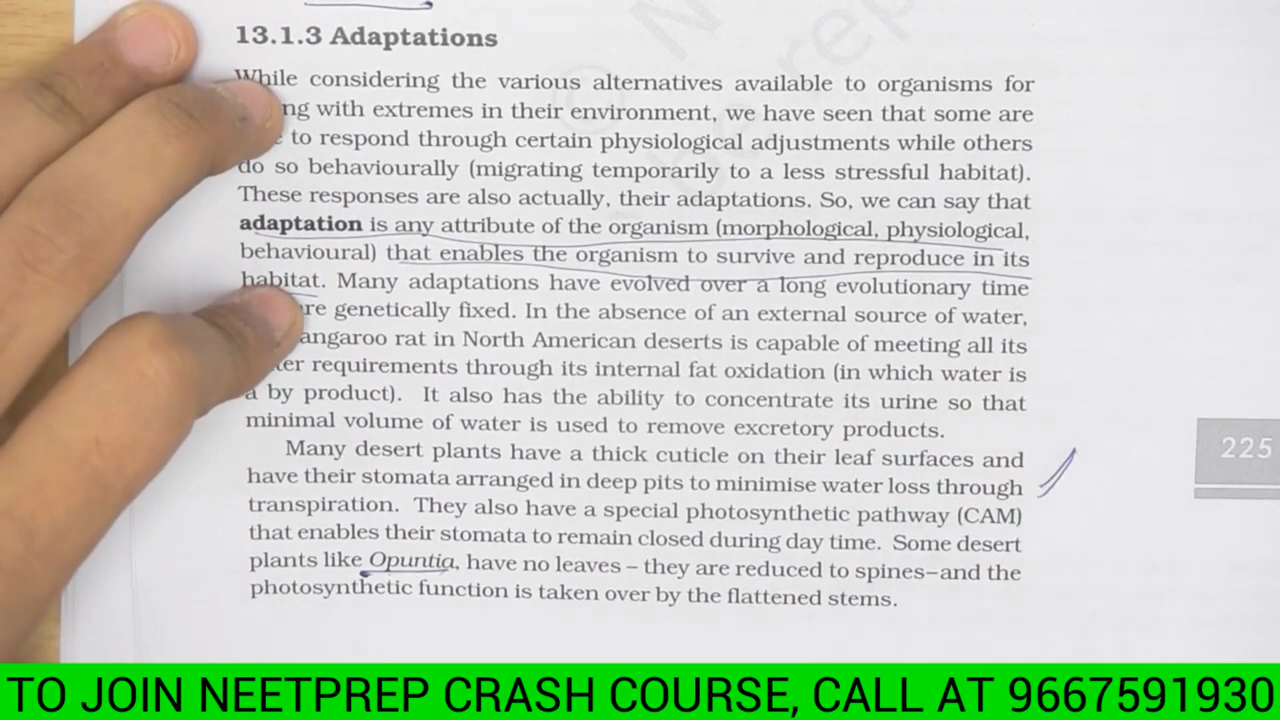 13.1.3 Adaptations
While considering the various alternatives available to organisms for
ng with extremes in their environment, we have seen that some are
to respond through certain physiological adjustments while others
do so behaviourally (migrating temporarily to a less stressful habitat).
These responses are also actually, their adaptations. So, we can say that
adaptation is any attribute of the organism (morphological, physiological,
behavioural) that enables the organism to survive and reproduce in its
habitat. Many adaptations have evolved over a long evolutionary time
re genetically fixed. In the absence of an external source of water,
angaroo rat in North American deserts is capable of meeting all its
er requirements through its internal fat oxidation (in which water is
a by product). It also has the ability to concentrate its urine so that
minimal volume of water is used to remove excretory products.
Many desert plants have a thick cuticle on their leaf surfaces and
have their stomata arranged in deep pits to minimise water loss through
transpiration. They also have a special photosynthetic pathway (CAM)
that enables their stomata to remain closed during day time. Some desert
plants like Opuntia, have no leaves – they are reduced to spines–and the
photosynthetic function is taken over by the flattened stems.
225
TO JOIN NEETPREP CRASH COURSE, CALL AT 9667591930